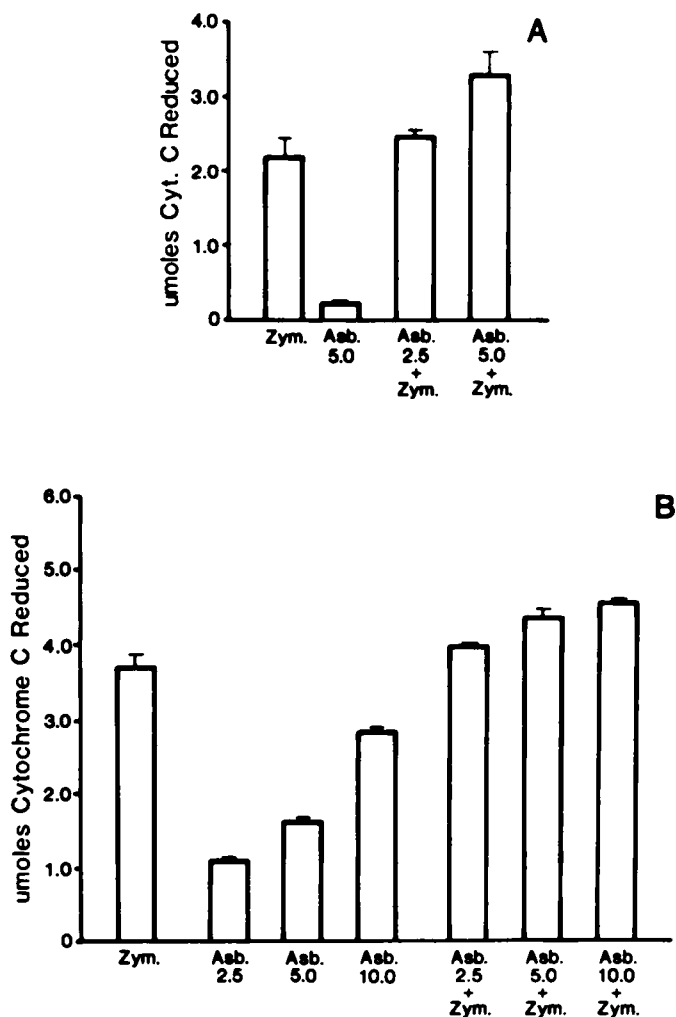 A
umoles Cyt. C Reduced
4.0
3.0
2.0
1.0
0
Zym.
Asb.
5.0
Asb.
2.5
+
Zym.
Asb.
5.0
+
Zym.
B
umoles Cytochrome C Reduced
6.0
5.0
4.0
3.0
2.0
1.0
0
Zym.
Asb.
2.5
Asb.
5.0
Asb.
10.0
Asb.
2.5
+
Zym.
Asb.
5.0
+
Zym.
Asb.
10.0
+
Zym.